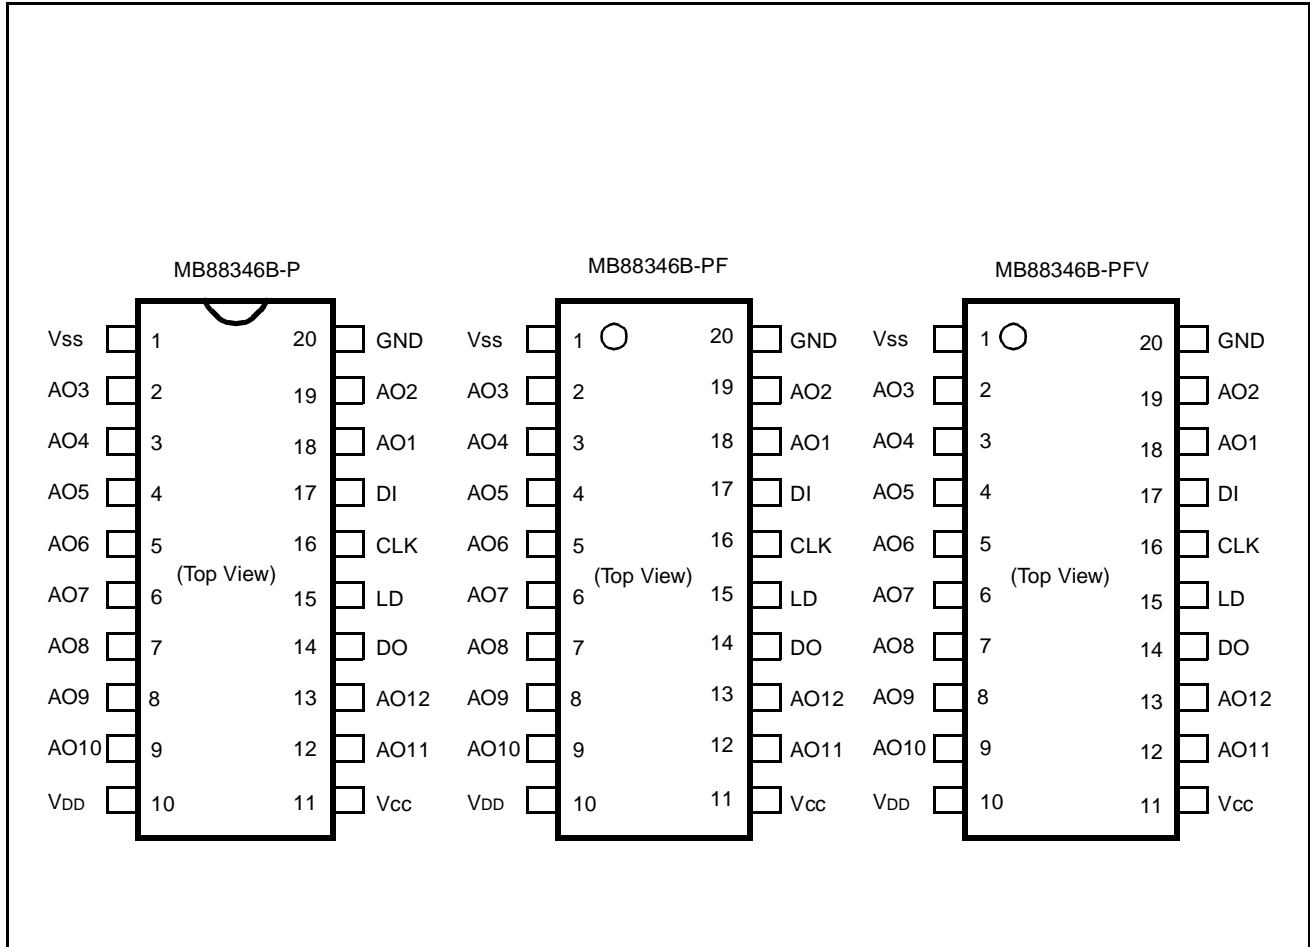 MB88346B-P
Vss 1 20 GND
AO3 2 19 AO2
AO4 3 18 AO1
AO5 4 17 DI
AO6 5 16 CLK
(Top View)
AO7 6 15 LD
AO8 7 14 DO
AO9 8 13 AO12
AO10 9 12 AO11
VDD 10 11 Vcc
MB88346B-PF
Vss 1 20 GND
AO3 2 19 AO2
AO4 3 18 AO1
AO5 4 17 DI
AO6 5 16 CLK
(Top View)
AO7 6 15 LD
AO8 7 14 DO
AO9 8 13 AO12
AO10 9 12 AO11
VDD 10 11 Vcc
MB88346B-PFV
Vss 1 20 GND
AO3 2 19 AO2
AO4 3 18 AO1
AO5 4 17 DI
AO6 5 16 CLK
(Top View)
AO7 6 15 LD
AO8 7 14 DO
AO9 8 13 AO12
AO10 9 12 AO11
VDD 10 11 Vcc